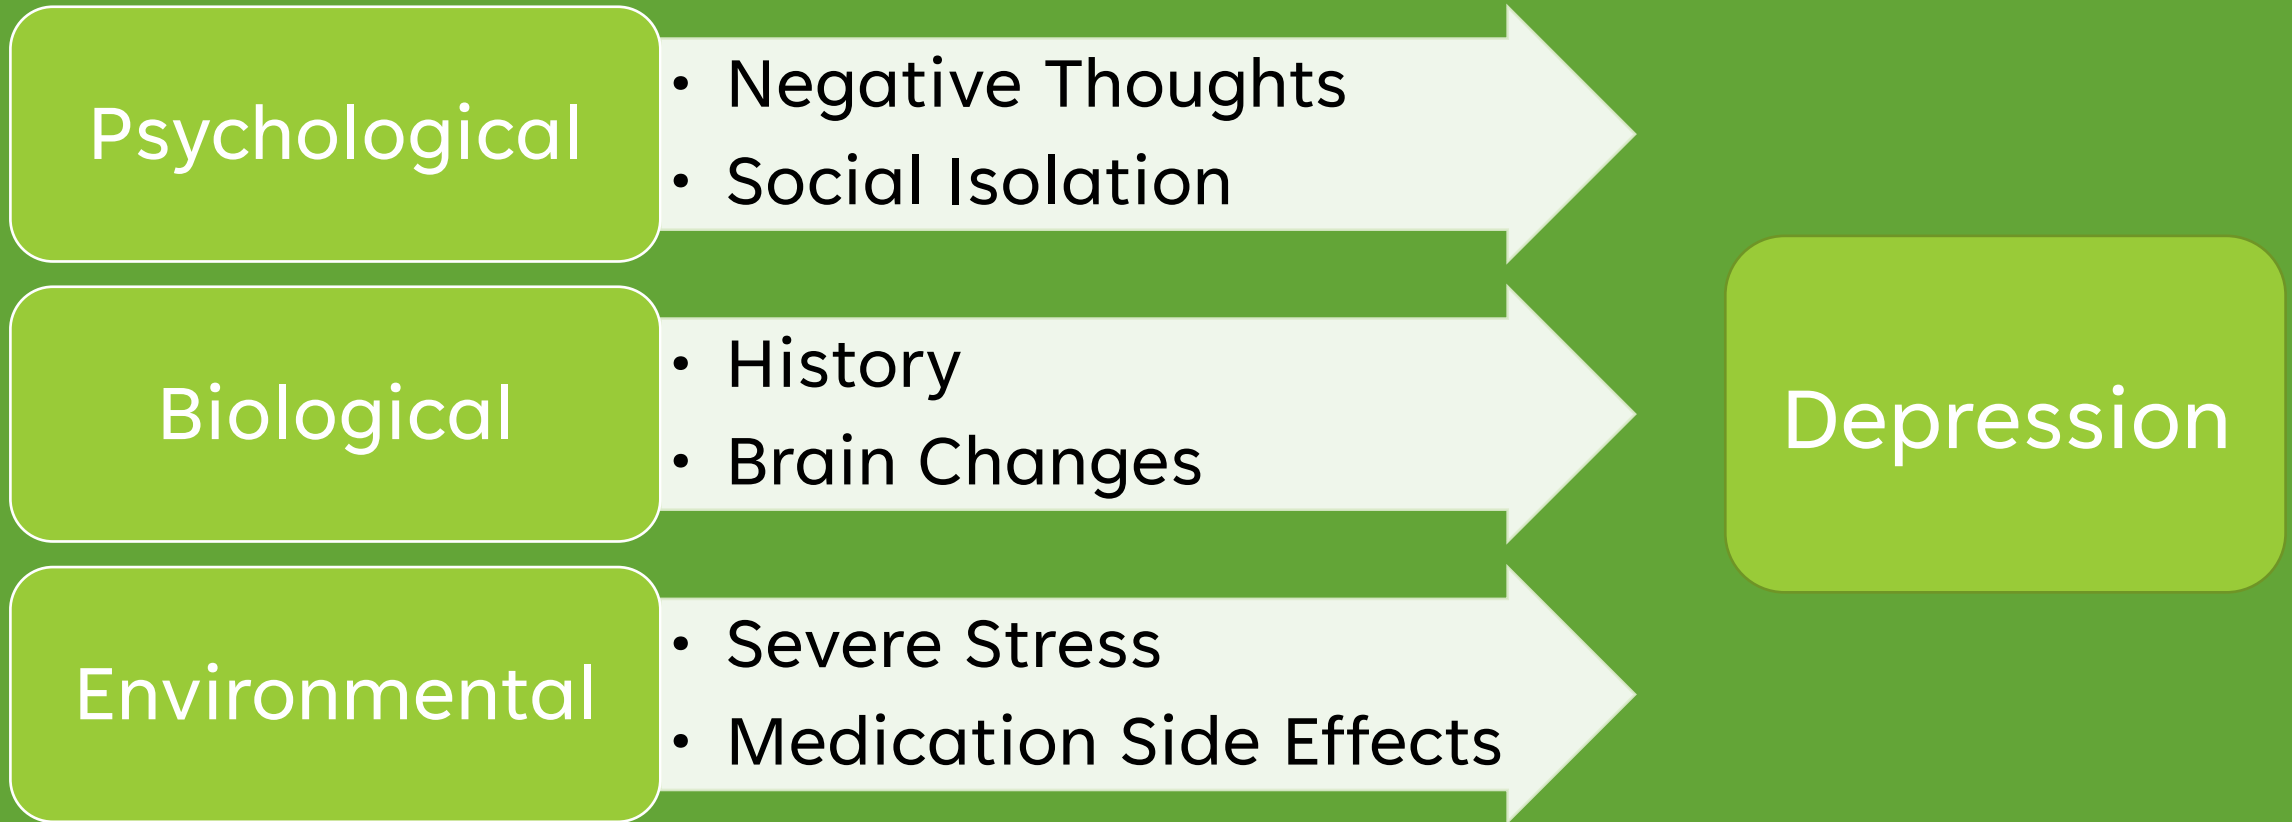 Psychological
• Negative Thoughts
• Social Isolation
Biological
• History
• Brain Changes
Environmental
• Severe Stress
• Medication Side Effects
Depression